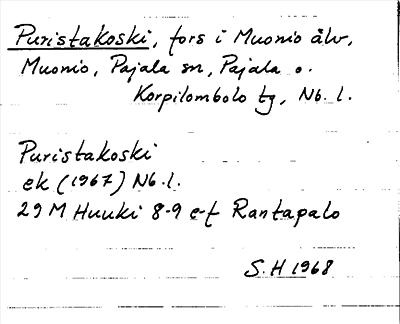 Puristakoski, fors i Muonio älv,
Muonio, Pajala sn, Pajala o.
Korpilombolo tg, Nb. l.
Puristakoski
ek (1967) Nb. l.
29 M Huuki 8-9 e-f Rantapalo
S. H 1968